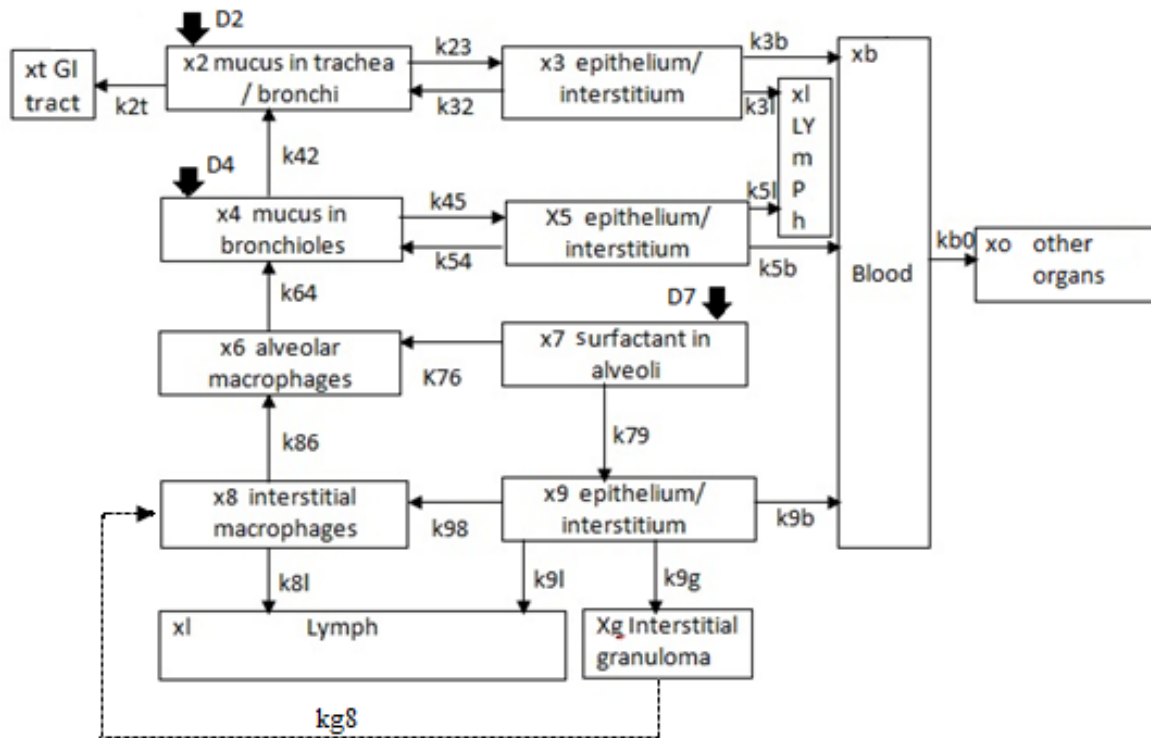 D2
xt GI
tract
k2t
x2 mucus in trachea
/ bronchi
k23
k32
x3 epithelium/
interstitium
k3b
k3l
xb
xl
LY
m
P
h
k42
D4
x4 mucus in
bronchioles
k45
k54
X5 epithelium/
interstitium
k5l
k5b
Blood
kb0
xo other
organs
k64
D7
x6 alveolar
macrophages
K76
x7 surfactant in
alveoli
k86
k79
x8 interstitial
macrophages
k98
x9 epithelium/
interstitium
k9b
k8l
k9l
k9g
xl Lymph
Xg Interstitial
granuloma
kg8